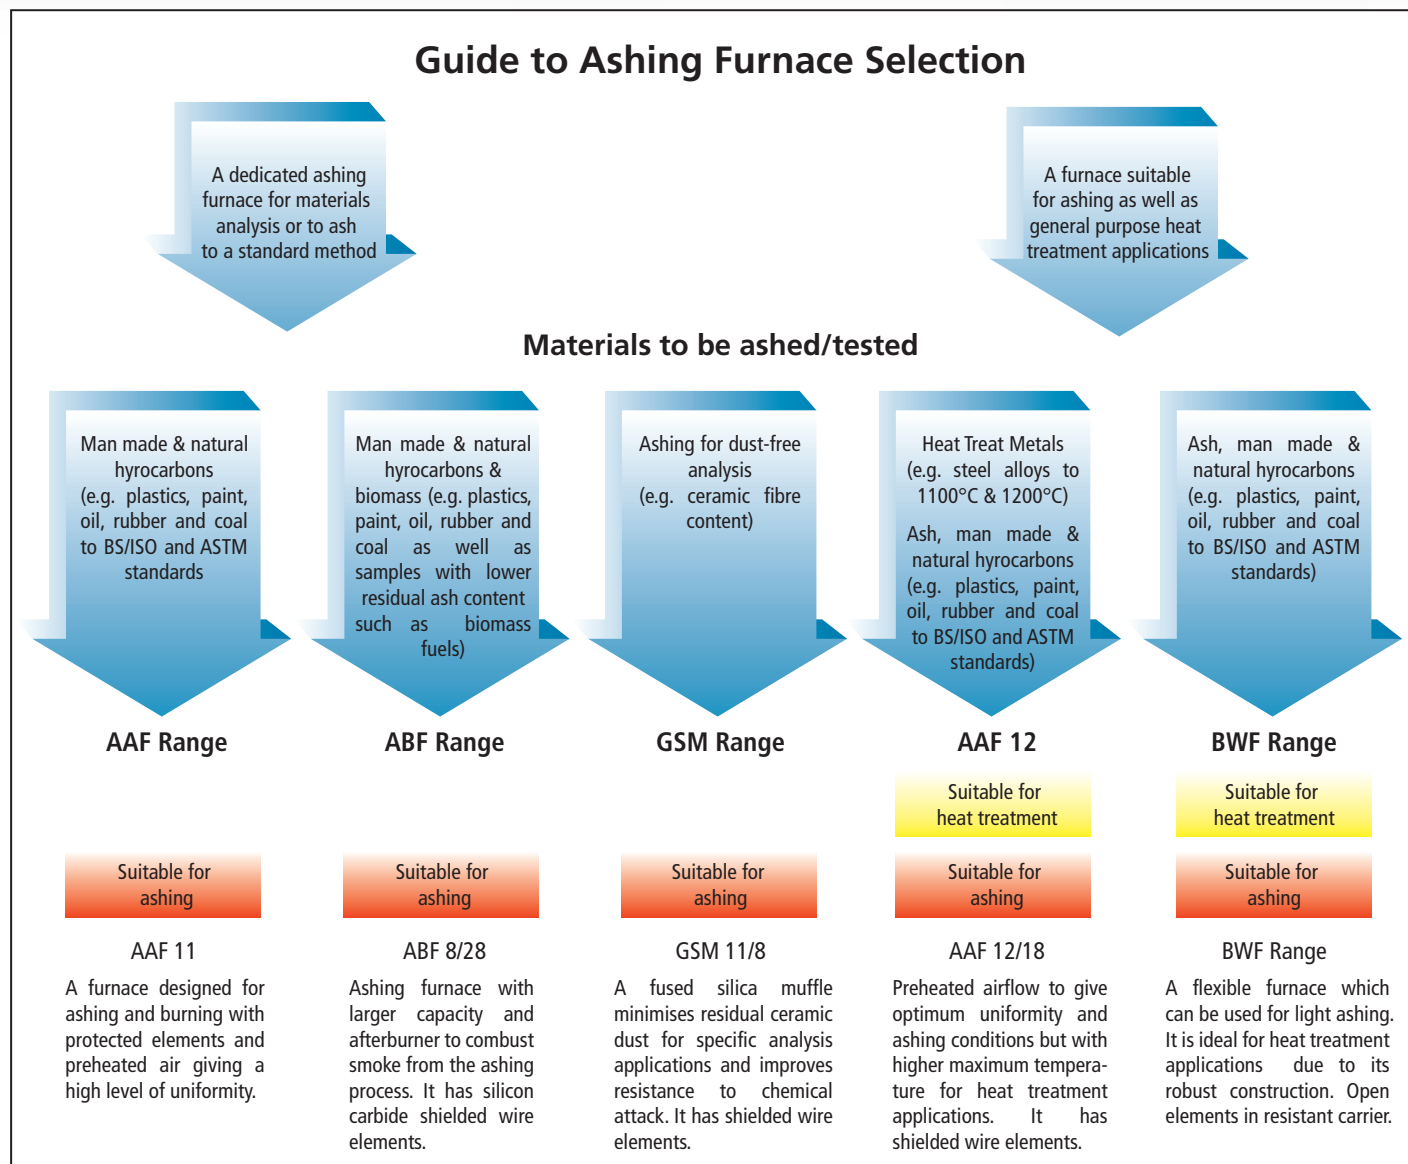 Guide to Ashing Furnace Selection
A dedicated ashing
furnace for materials
analysis or to ash
to a standard method
A furnace suitable
for ashing as well as
general purpose heat
treatment applications
Materials to be ashed/tested
Man made & natural
hyrocarbons
(e.g. plastics, paint,
oil, rubber and coal
to BS/ISO and ASTM
standards
Man made & natural
hyrocarbons &
biomass (e.g. plastics,
paint, oil, rubber and
coal as well as
samples with lower
residual ash content
such as biomass
fuels)
Ashing for dust-free
analysis
(e.g. ceramic fibre
content)
Heat Treat Metals
(e.g. steel alloys to
1100°C & 1200°C)
Ash, man made &
natural hyrocarbons
(e.g. plastics, paint,
oil, rubber and coal
to BS/ISO and ASTM
standards)
Ash, man made &
natural hyrocarbons
(e.g. plastics, paint,
oil, rubber and coal
to BS/ISO and ASTM
standards)
AAF Range
ABF Range
GSM Range
AAF 12
BWF Range
Suitable for
heat treatment
Suitable for
heat treatment
Suitable for
ashing
Suitable for
ashing
Suitable for
ashing
Suitable for
ashing
Suitable for
ashing
AAF 11
A furnace designed for
ashing and burning with
protected elements and
preheated air giving a
high level of uniformity.
ABF 8/28
Ashing furnace with
larger capacity and
afterburner to combust
smoke from the ashing
process. It has silicon
carbide shielded wire
elements.
GSM 11/8
A fused silica muffle
minimises residual ceramic
dust for specific analysis
applications and improves
resistance to chemical
attack. It has shielded wire
elements.
AAF 12/18
Preheated airflow to give
optimum uniformity and
ashing conditions but with
higher maximum tempera-
ture for heat treatment
applications. It has
shielded wire elements.
BWF Range
A flexible furnace which
can be used for light ashing.
It is ideal for heat treatment
applications due to its
robust construction. Open
elements in resistant carrier.